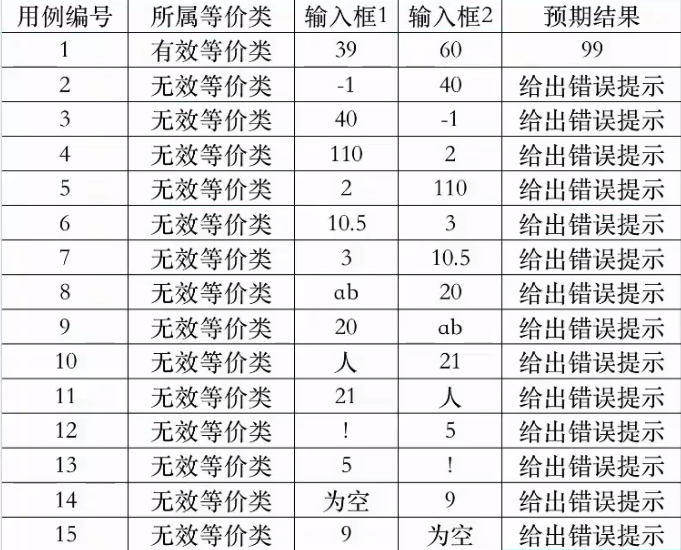 用例编号 所属等价类 输入框1 输入框2 预期结果
1 有效等价类 39 60 99
2 无效等价类 -1 40 给出错误提示
3 无效等价类 40 -1 给出错误提示
4 无效等价类 110 2 给出错误提示
5 无效等价类 2 110 给出错误提示
6 无效等价类 10.5 3 给出错误提示
7 无效等价类 3 10.5 给出错误提示
8 无效等价类 ab 20 给出错误提示
9 无效等价类 20 ab 给出错误提示
10 无效等价类 人 21 给出错误提示
11 无效等价类 21 人 给出错误提示
12 无效等价类 ! 5 给出错误提示
13 无效等价类 5 ! 给出错误提示
14 无效等价类 为空 9 给出错误提示
15 无效等价类 9 为空 给出错误提示